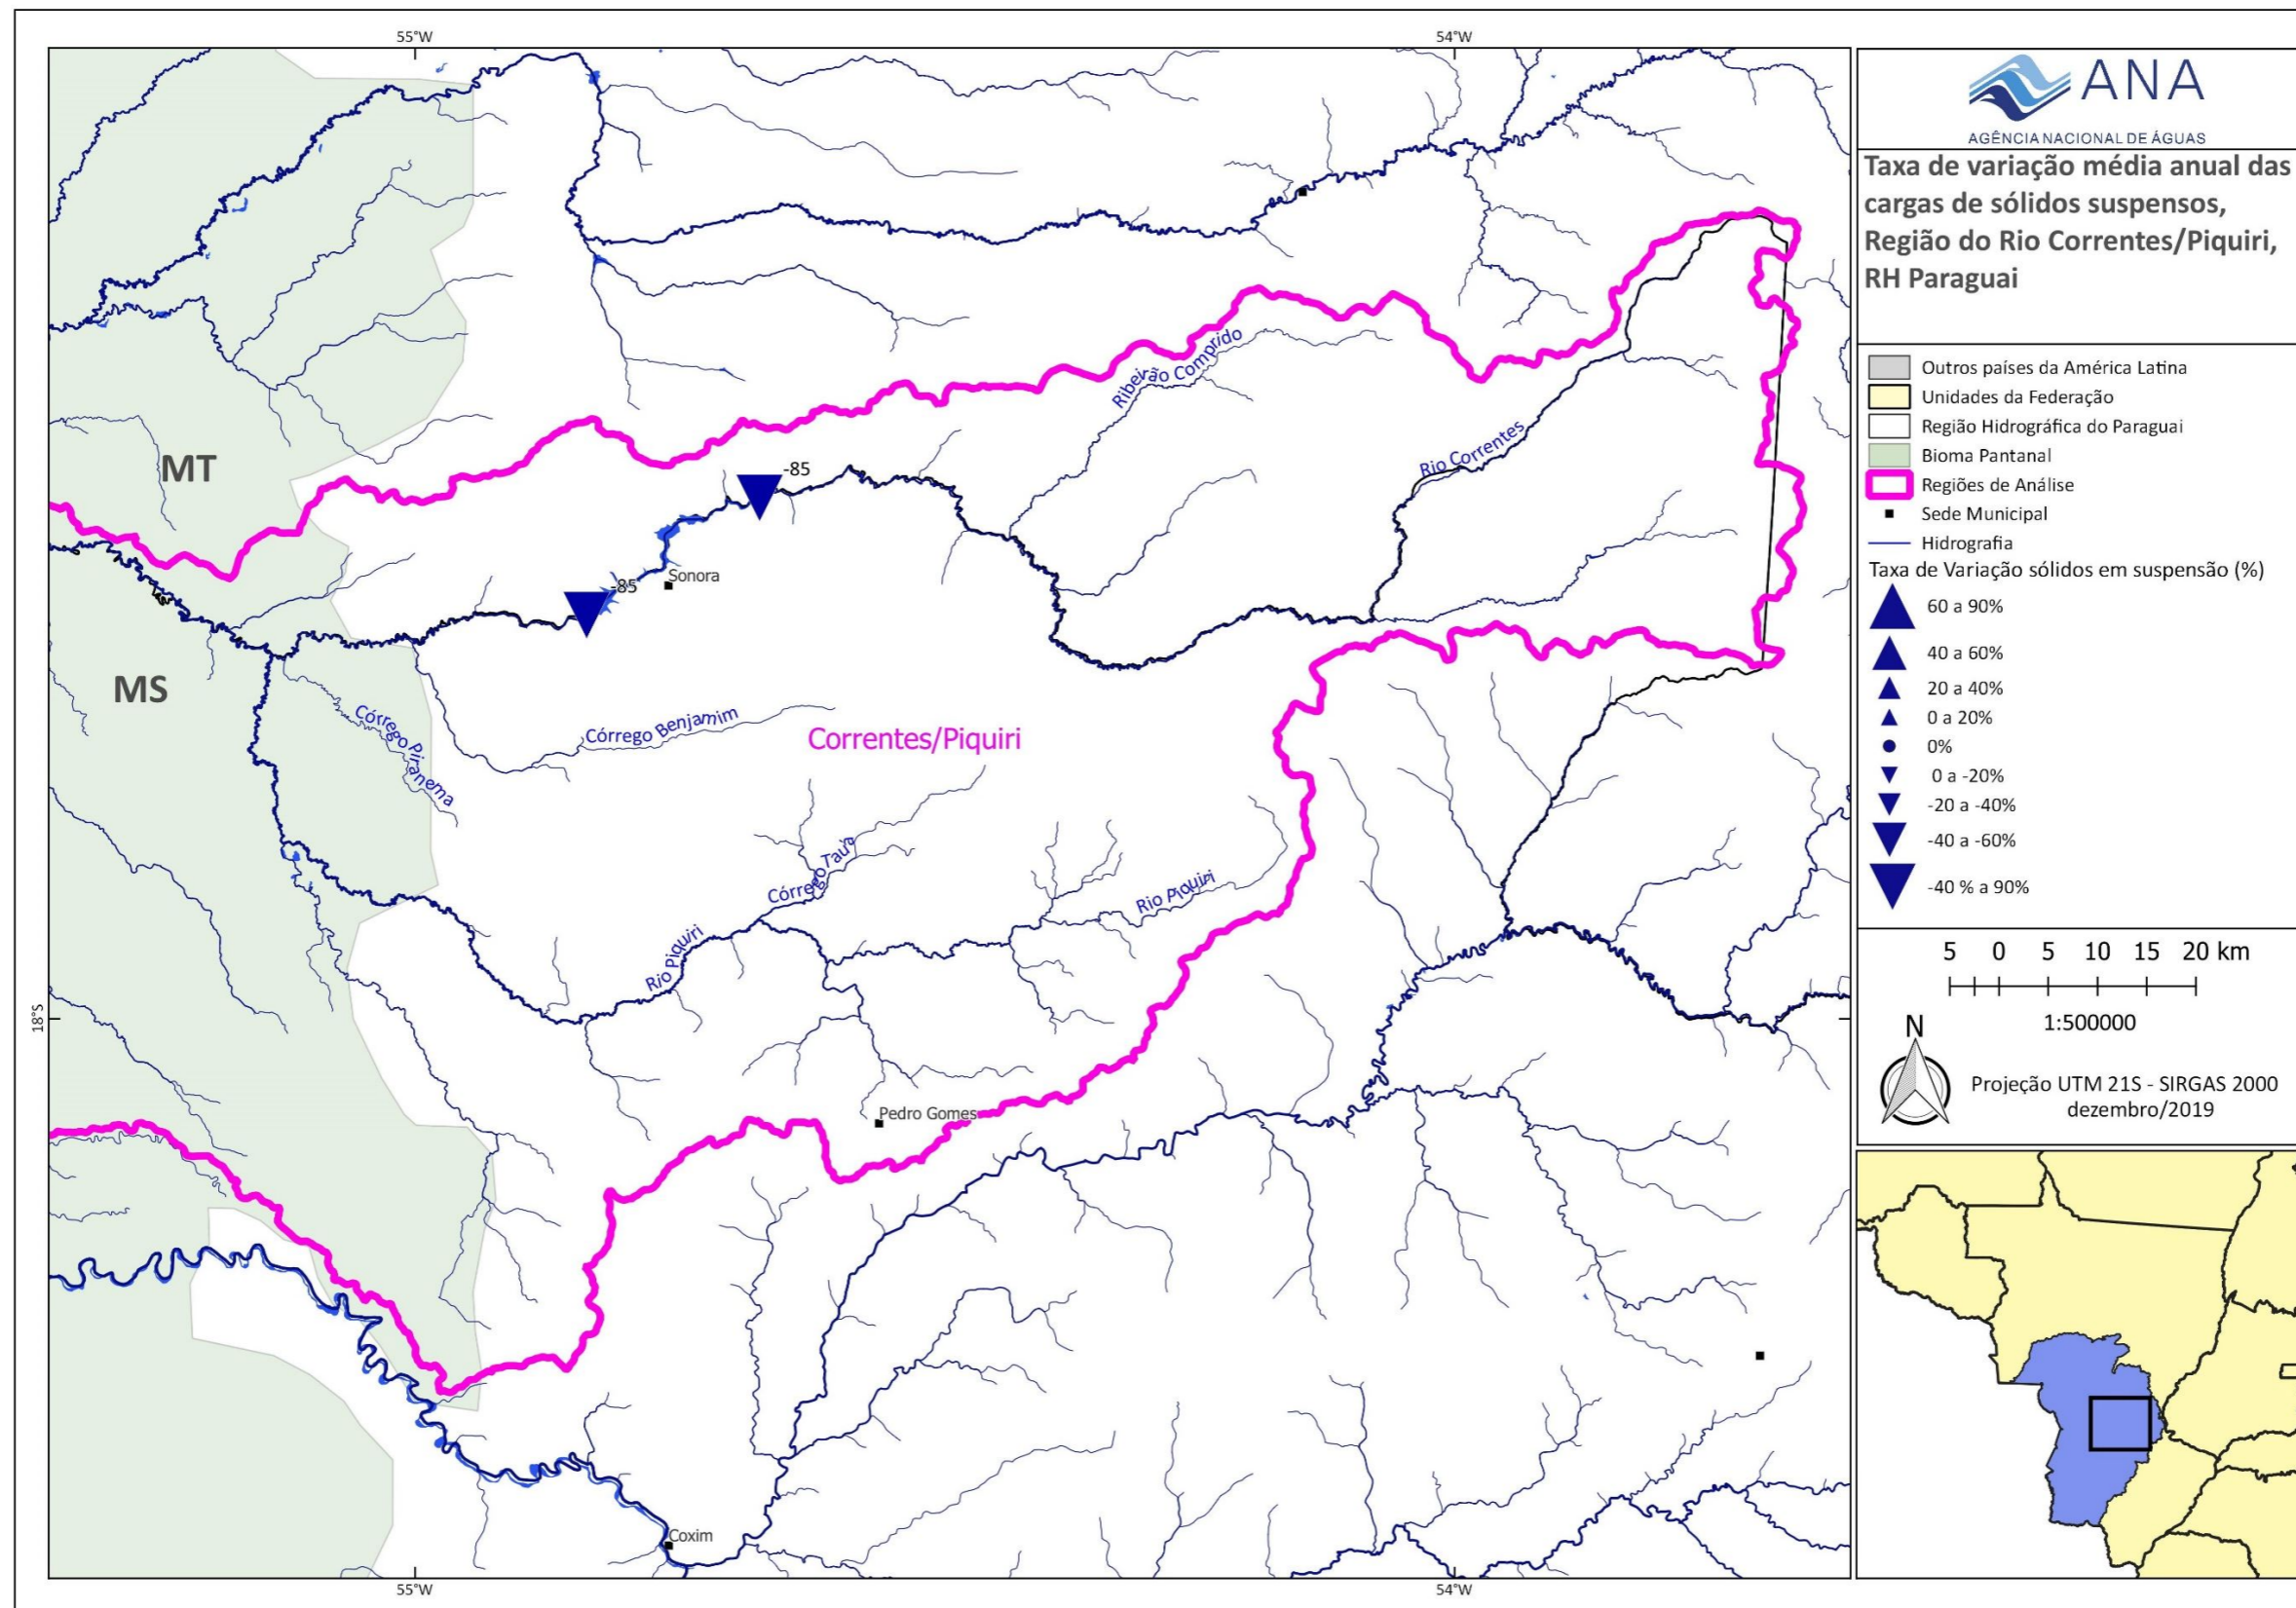 55°W
54°W
ANA
AGÊNCIA NACIONAL DE ÁGUAS
Taxa de variação média anual das
cargas de sólidos suspensos,
Região do Rio Correntes/Piquiri,
RH Paraguai
Outros países da América Latina
Unidades da Federação
Região Hidrográfica do Paraguai
Bioma Pantanal
Regiões de Análise
Sede Municipal
Hidrografia
Taxa de Variação sólidos em suspensão (%)
60 a 90%
40 a 60%
20 a 40%
0 a 20%
0%
0 a -20%
-20 a -40%
-40 a -60%
-40 % a 90%
5 0 5 10 15 20 km
1:500000
N
Projeção UTM 21S - SIRGAS 2000
dezembro/2019
Ribeirão Comprido
Rio Correntes
MT
-85
-85
Sonora
MS
Córrego Piranema
Córrego Benjamim
Correntes/Piquiri
Córrego Tauó
Rio Piquiri
Rio Piquiri
18°S
Pedro Gomes
Coxim
55°W
54°W